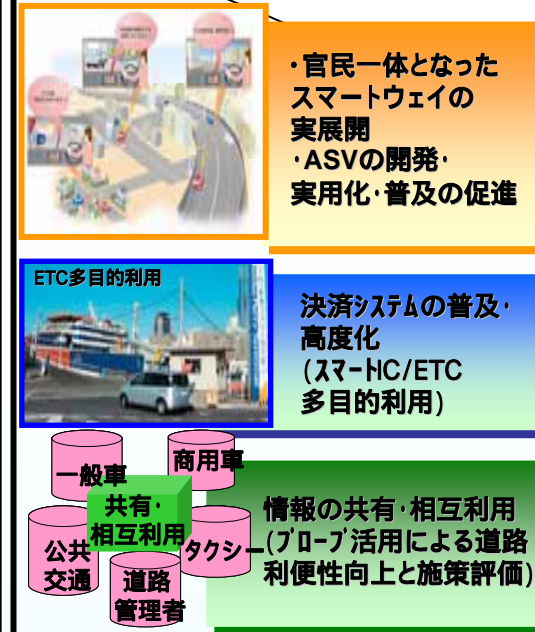 ・官民一体となった
スマートウェイの
実展開
・ASVの開発・
実用化・普及の促進
ETC多目的利用
決済ｼｽﾃﾑの普及・
高度化
(ｽﾏｰﾄIC/ETC
多目的利用)
一般車
商用車
共有・
相互利用
公共
交通
タクシー
道路
管理者
情報の共有・相互利用
(ﾌﾟﾛｰﾌﾞ活用による道路
利便性向上と施策評価)